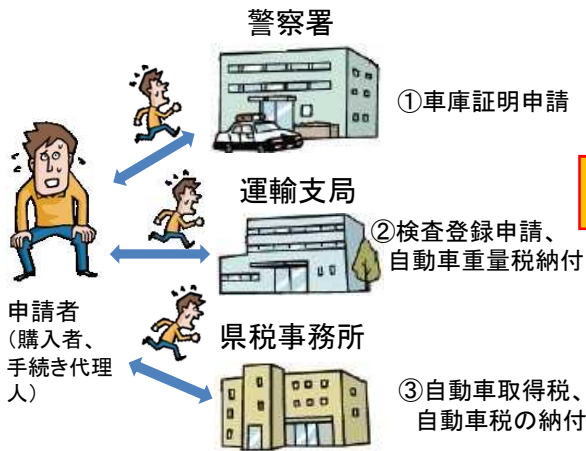 警察署
①車庫証明申請
運輸支局
②検査登録申請、
自動車重量税納付
申請者
(購入者、
手続き代理
人)
県税事務所
③自動車取得税、
自動車税の納付